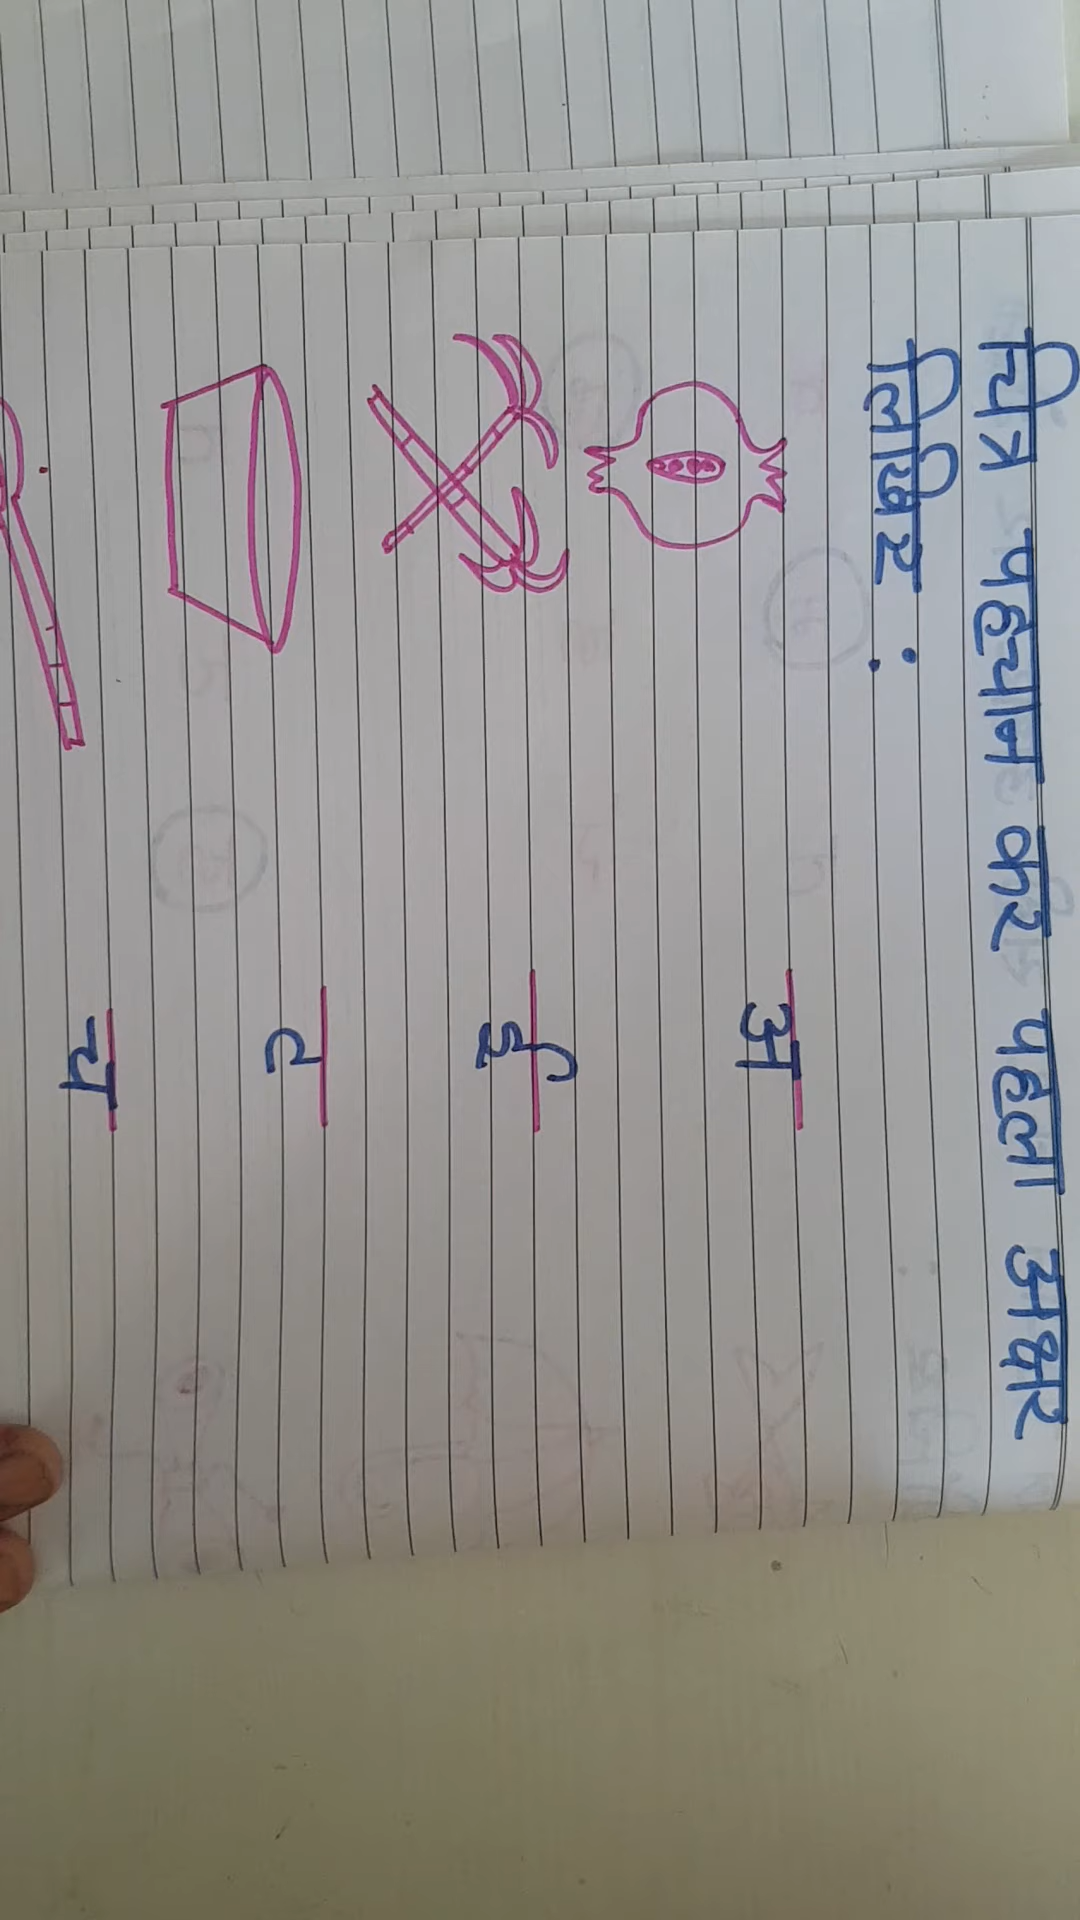 चित्र पहचान कर पहला अक्षर
लिखिए :
अ
ई
ट
च